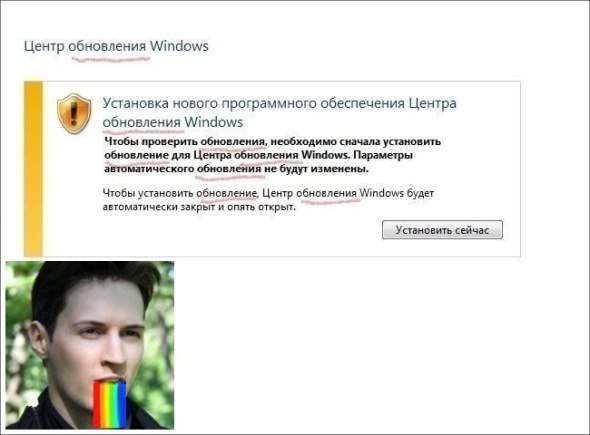 Центр обновления Windows
Установка нового программного обеспечения Центра
обновления Windows
Чтобы проверить обновления, необходимо сначала установить
обновление для Центра обновления Windows. Параметры
автоматического обновления не будут изменены.
Чтобы установить обновление, Центр обновления Windows будет
автоматически закрыт и опять открыт.
Установить сейчас